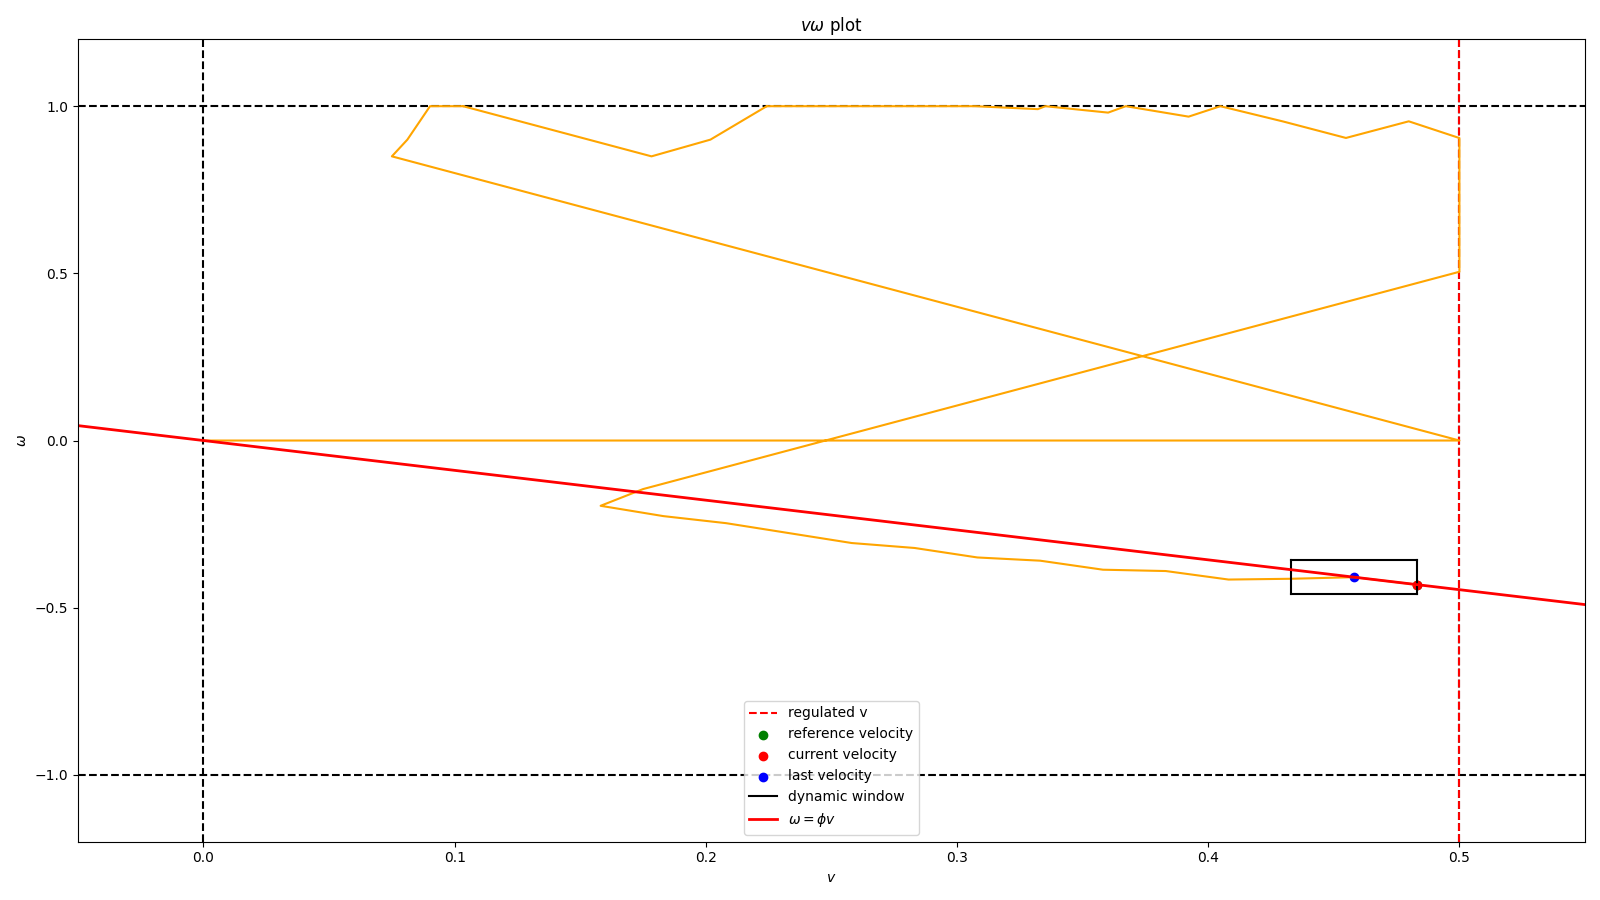 vω plot
1.0
0.5
0.0
−0.5
−1.0
ω
regulated v
reference velocity
current velocity
last velocity
dynamic window
ω = ϕv
0.0 0.1 0.2 0.3 0.4 0.5
v